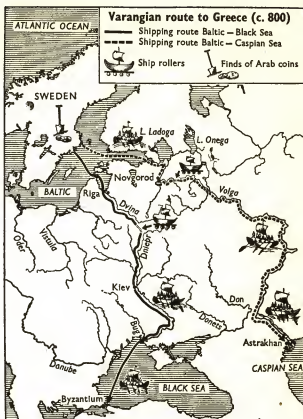 Varangian route to Greece (c. 800)
Shipping route Baltic – Black Sea
Shipping route Baltic – Caspian Sea
Ship rollers
Finds of Arab coins
ATLANTIC OCEAN
SWEDEN
L. Ladoga
L. Onega
Novgorod
BALTIC
Riga
Volga
Dvina
Oder
Vistula
Dniepr
Kiev
Don
Bug
Donets
Astrakhan
Danube
CASPIAN SEA
Byzantium
BLACK SEA